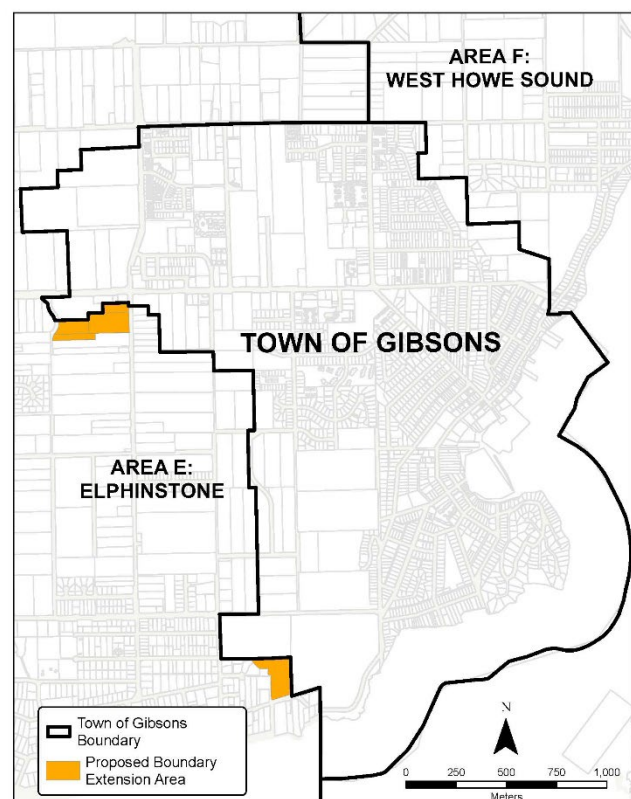 AREA F:
WEST HOWE SOUND
TOWN OF GIBSONS
AREA E:
ELPHINSTONE
Town of Gibsons
Boundary
Proposed Boundary
Extension Area
N
0 250 500 750 1,000
Meters